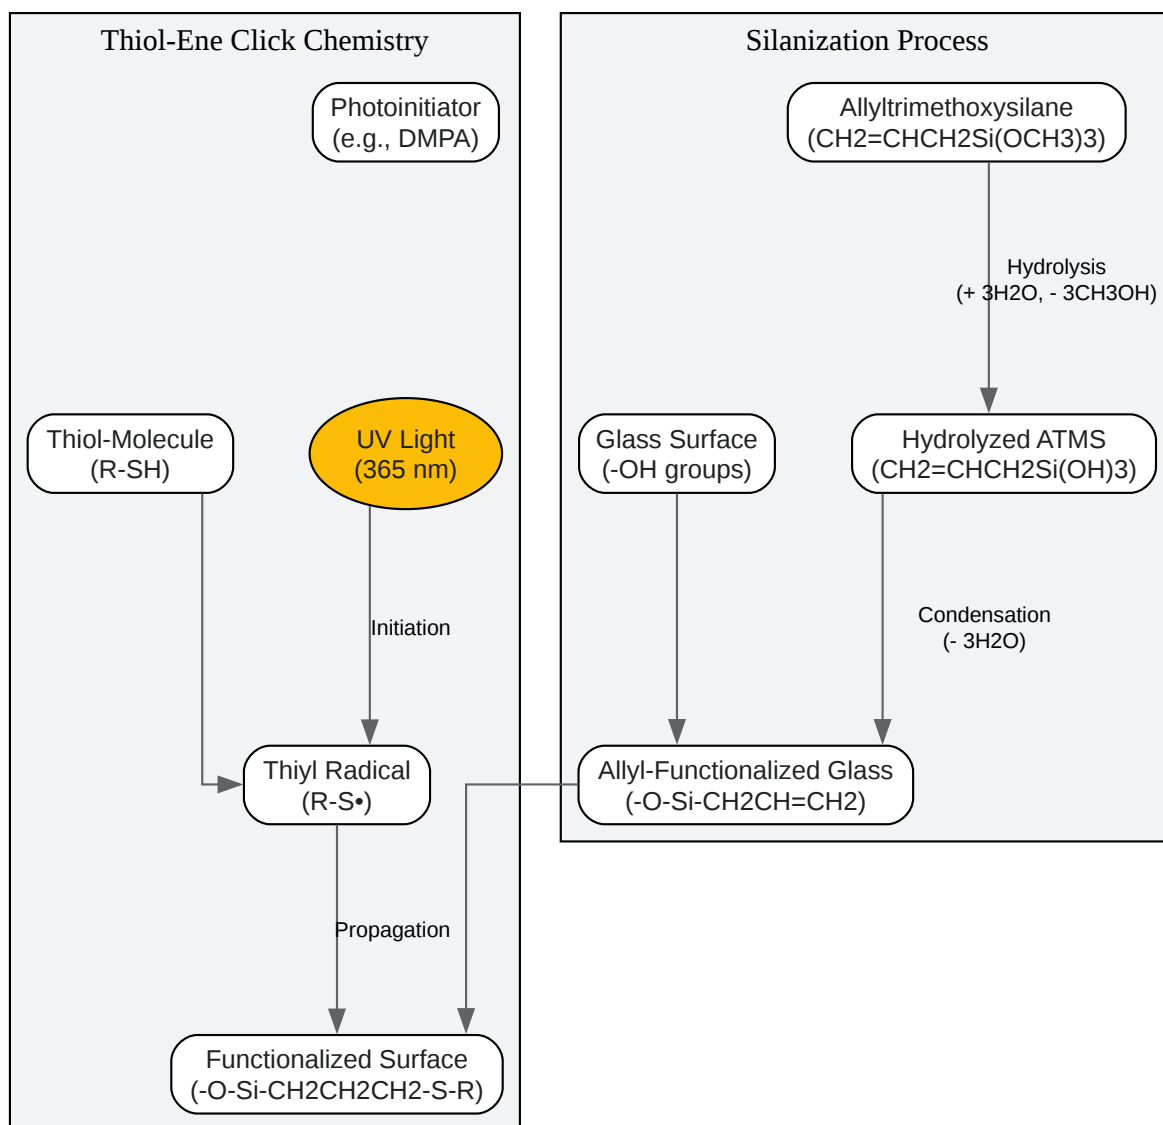 Thiol-Ene Click Chemistry
Photoinitiator
(e.g., DMPA)
Thiol-Molecule
(R-SH)
UV Light
(365 nm)
Initiation
Thiyl Radical
(R-S•)
Propagation
Functionalized Surface
(-O-Si-CH2CH2CH2-S-R)
Silanization Process
Allyltrimethoxysilane
(CH2=CHCH2Si(OCH3)3)
Hydrolysis
(+ 3H2O, - 3CH3OH)
Glass Surface
(-OH groups)
Hydrolyzed ATMS
(CH2=CHCH2Si(OH)3)
Condensation
(- 3H2O)
Allyl-Functionalized Glass
(-O-Si-CH2CH=CH2)